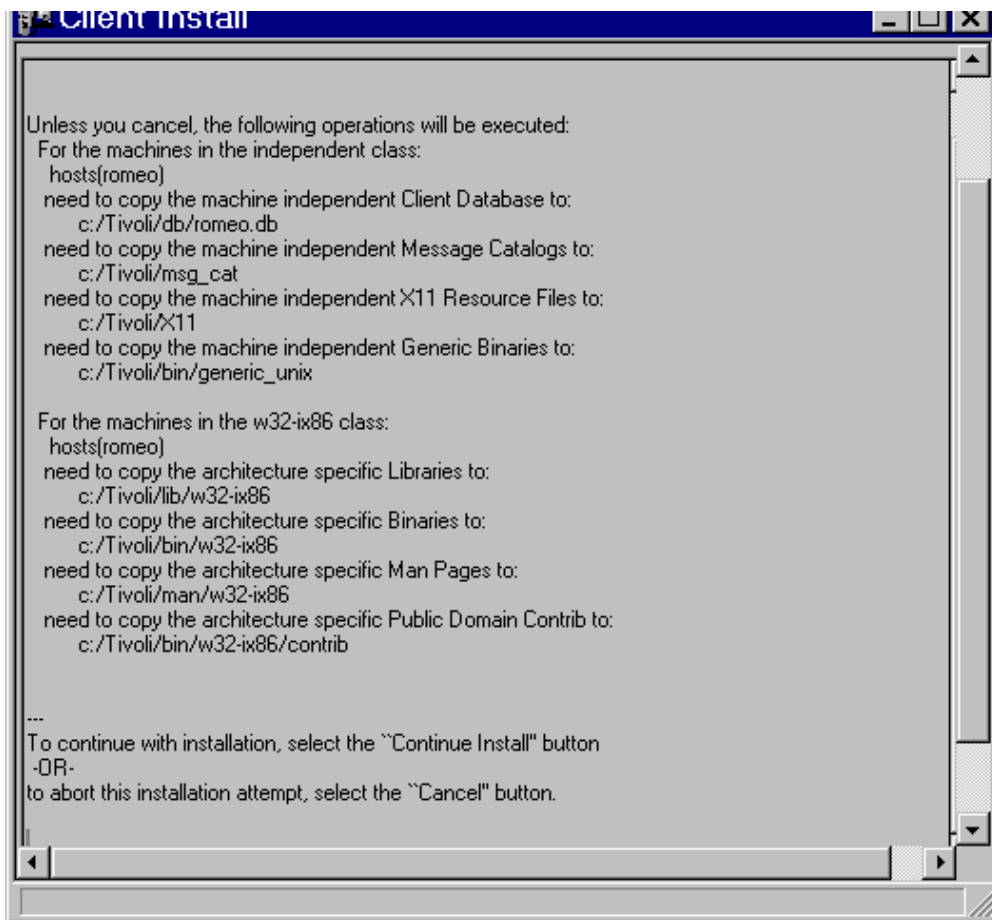 Client Install
Unless you cancel, the following operations will be executed:
For the machines in the independent class:
hosts(romeo)
need to copy the machine independent Client Database to:
c:/Tivoli/db/romeo.db
need to copy the machine independent Message Catalogs to:
c:/Tivoli/msg_cat
need to copy the machine independent X11 Resource Files to:
c:/Tivoli/X11
need to copy the machine independent Generic Binaries to:
c:/Tivoli/bin/generic_unix
For the machines in the w32-ix86 class:
hosts(romeo)
need to copy the architecture specific Libraries to:
c:/Tivoli/lib/w32-ix86
need to copy the architecture specific Binaries to:
c:/Tivoli/bin/w32-ix86
need to copy the architecture specific Man Pages to:
c:/Tivoli/man/w32-ix86
need to copy the architecture specific Public Domain Contrib to:
c:/Tivoli/bin/w32-ix86/contrib
---
To continue with installation, select the ``Continue Install'' button
-OR-
to abort this installation attempt, select the ``Cancel'' button.